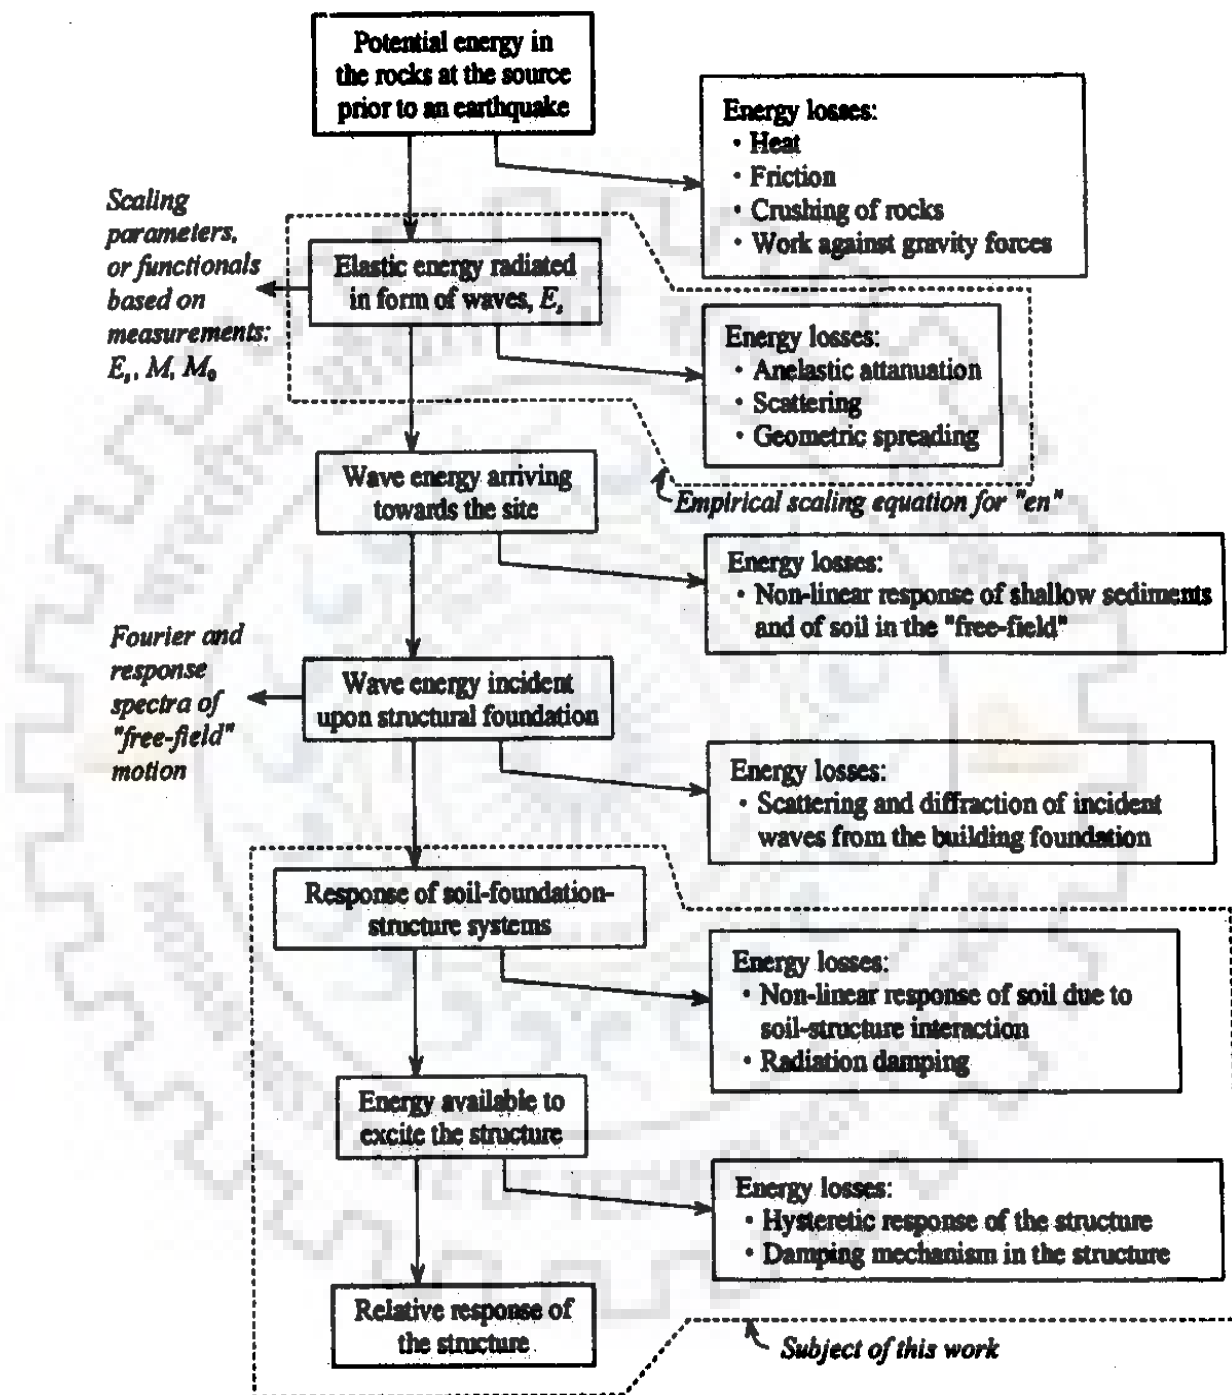 Potential energy in
the rocks at the source
prior to an earthquake
Energy losses:
• Heat
• Friction
• Crushing of rocks
• Work against gravity forces
Scaling
parameters,
or functionals
based on
measurements:
E_s, M, M_0
Elastic energy radiated
in form of waves, E_s
Energy losses:
• Anelastic attanuation
• Scattering
• Geometric spreading
Wave energy arriving
towards the site
Empirical scaling equation for "en"
Energy losses:
• Non-linear response of shallow sediments
and of soil in the "free-field"
Fourier and
response
spectra of
"free-field"
motion
Wave energy incident
upon structural foundation
Energy losses:
• Scattering and diffraction of incident
waves from the building foundation
Response of soil-foundation-
structure systems
Energy losses:
• Non-linear response of soil due to
soil-structure interaction
• Radiation damping
Energy available to
excite the structure
Energy losses:
• Hysteretic response of the structure
• Damping mechanism in the structure
Relative response of
the structure
Subject of this work